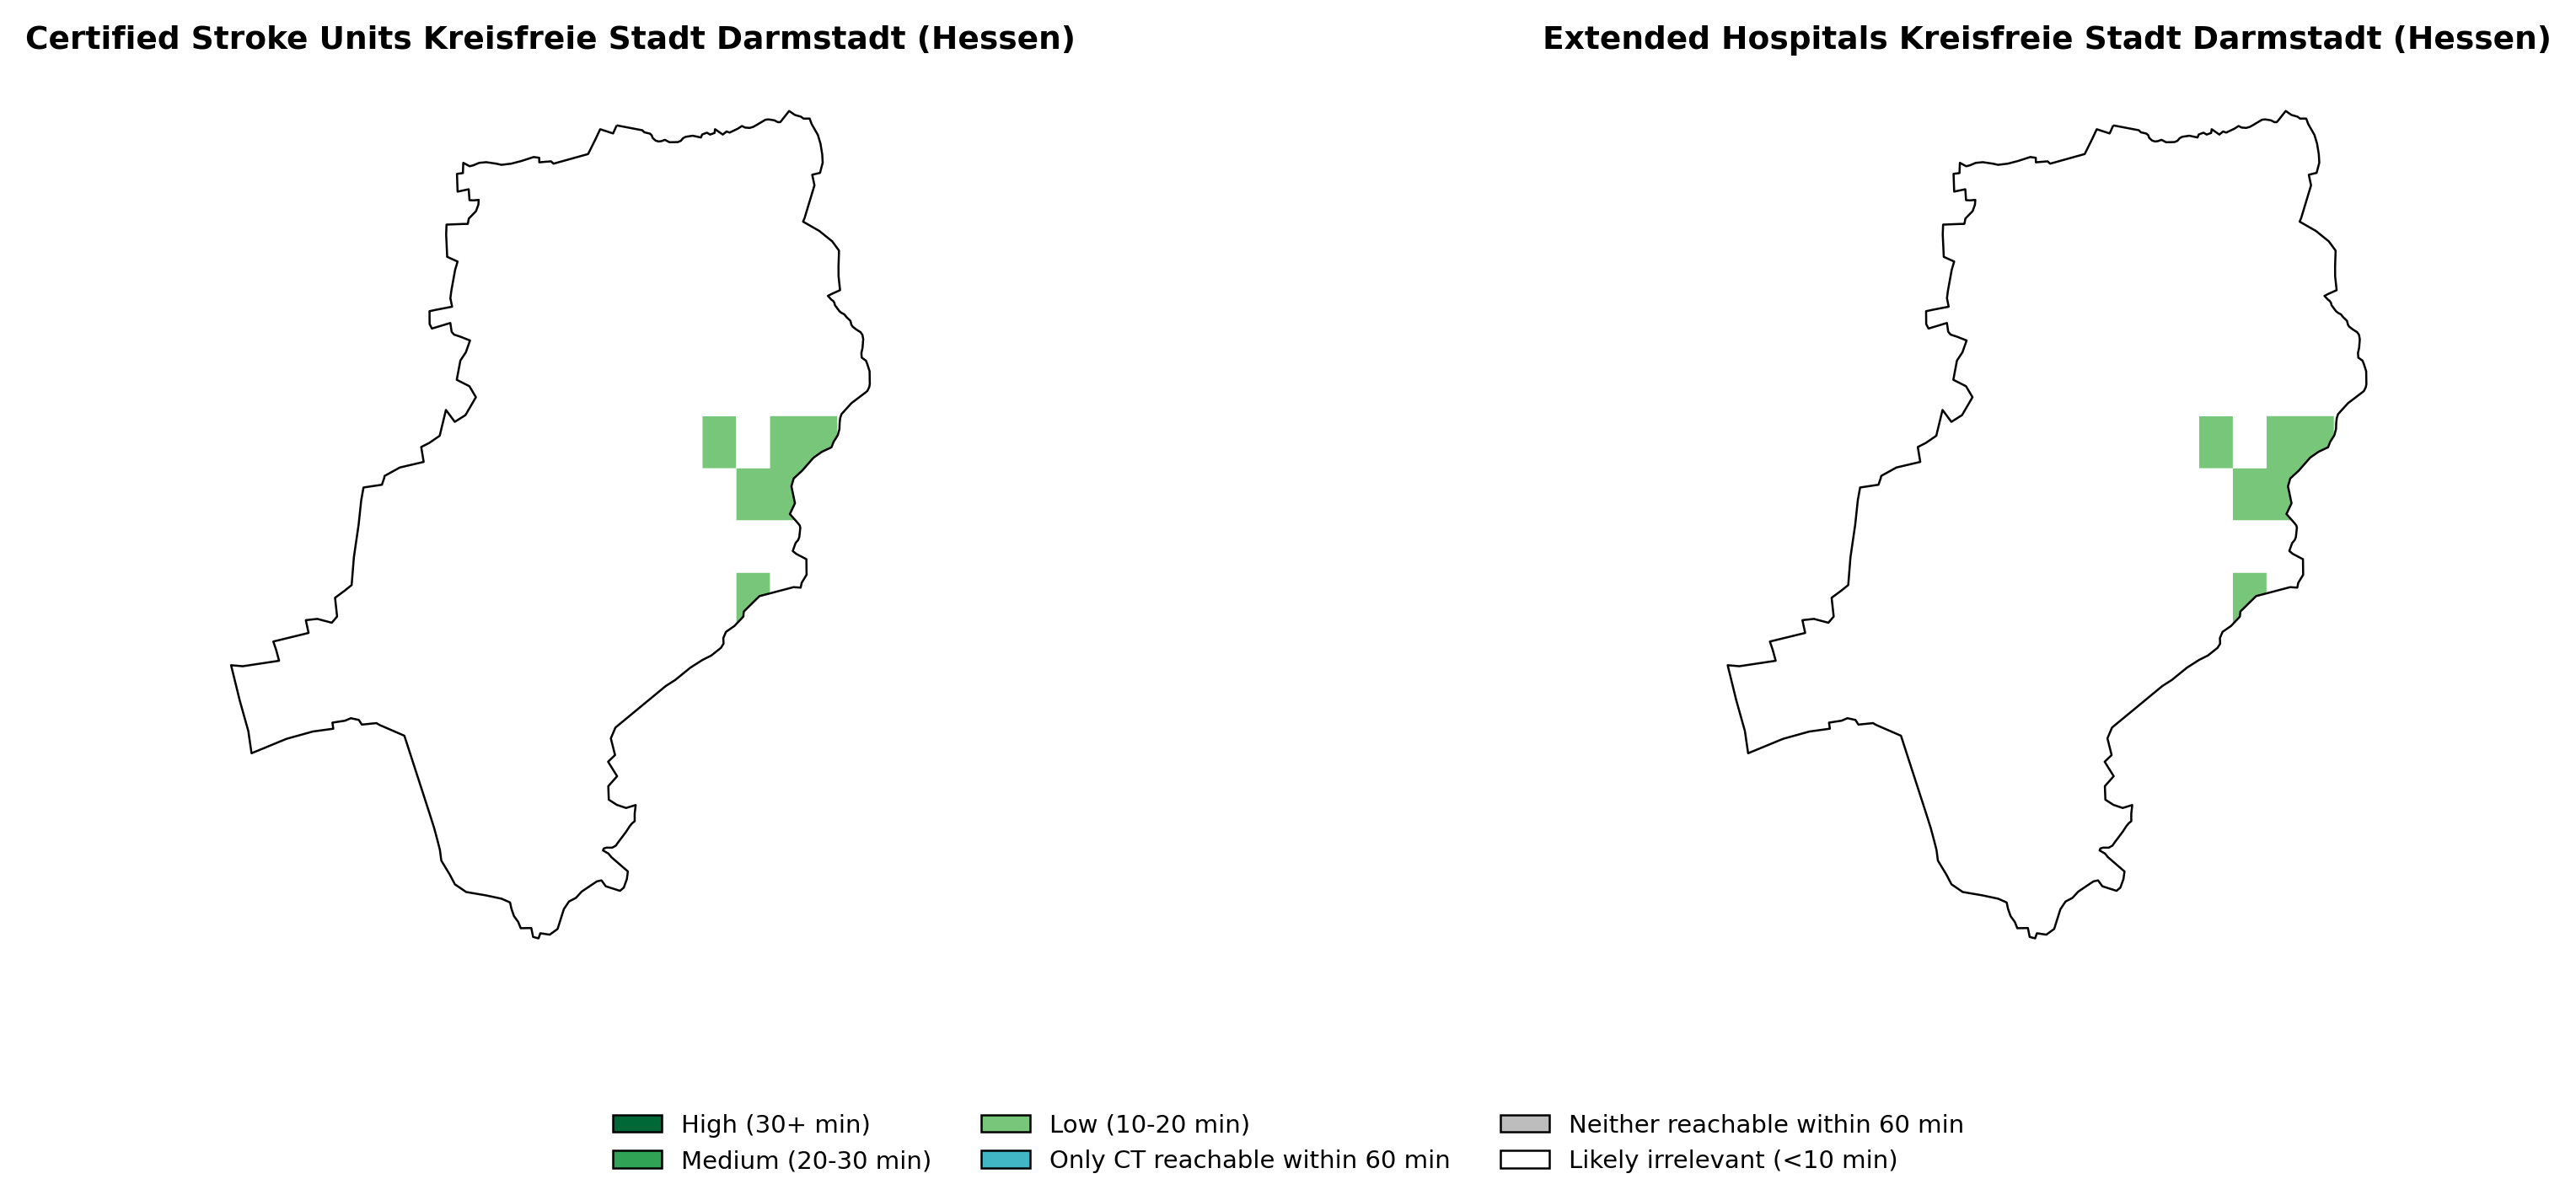 Certified Stroke Units Kreisfreie Stadt Darmstadt (Hessen)
Extended Hospitals Kreisfreie Stadt Darmstadt (Hessen)
High (30+ min)
Medium (20-30 min)
Low (10-20 min)
Only CT reachable within 60 min
Neither reachable within 60 min
Likely irrelevant (<10 min)